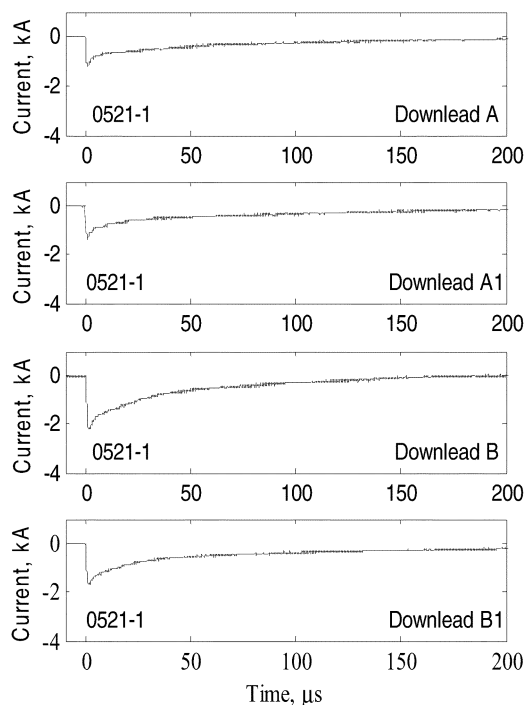 Current, kA
0
-2
-4
0521-1
Downlead A
0 50 100 150 200
Current, kA
0
-2
-4
0521-1
Downlead A1
0 50 100 150 200
Current, kA
0
-2
-4
0521-1
Downlead B
0 50 100 150 200
Current, kA
0
-2
-4
0521-1
Downlead B1
0 50 100 150 200
Time, μs